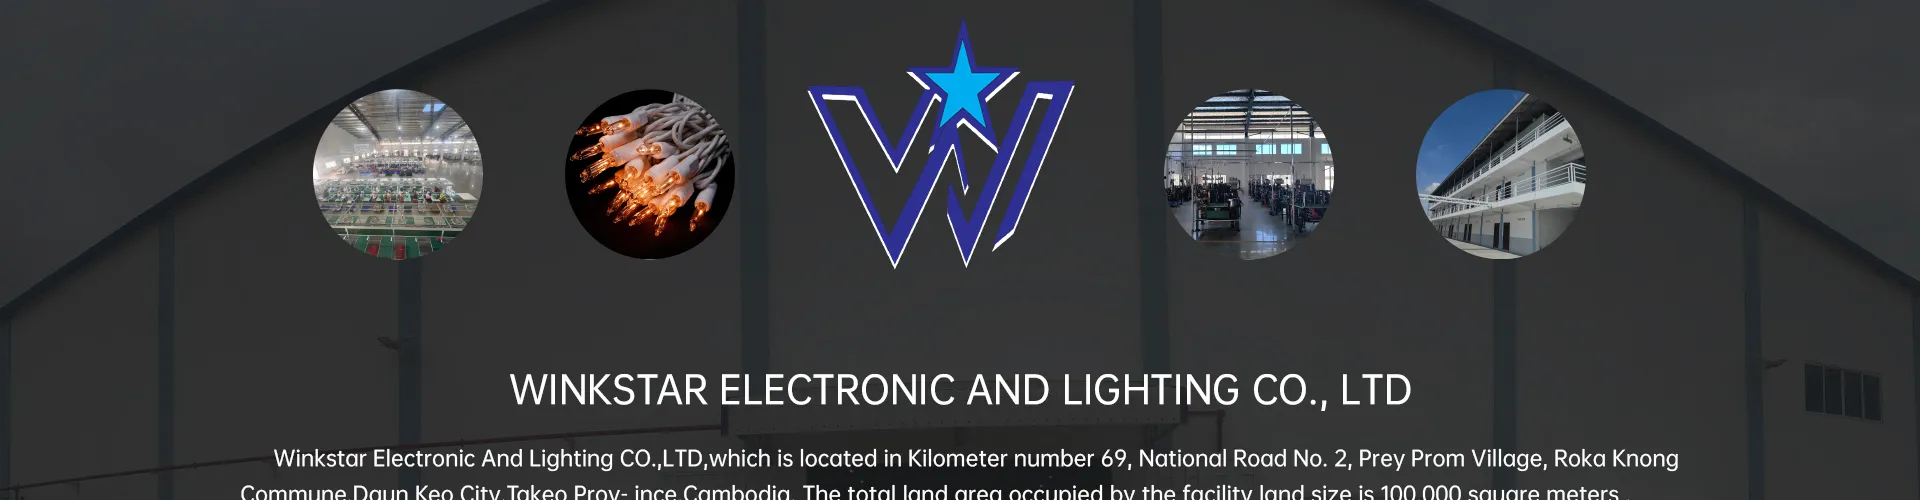 WINKSTAR ELECTRONIC AND LIGHTING CO., LTD
Winkstar Electronic And Lighting CO.,LTD,which is located in Kilometer number 69, National Road No. 2, Prey Prom Village, Roka Knong
Commune,Daun Keo City,Takeo Prov- ince,Cambodia. The total land area occupied by the facility land size is 100,000 square meters .